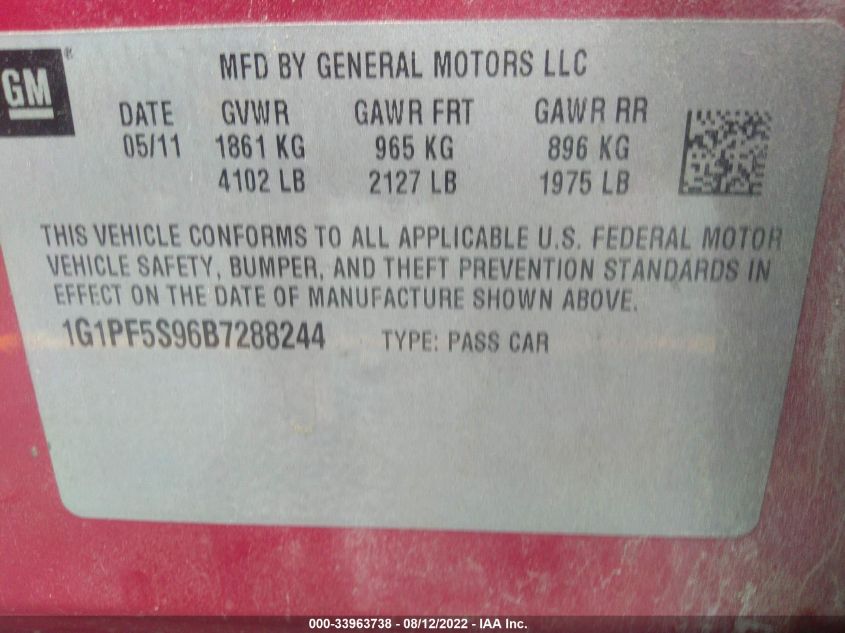 GM®
MFD BY GENERAL MOTORS LLC
DATE GVWR GAWR FRT GAWR RR
05/11 1861 KG 965 KG 896 KG
4102 LB 2127 LB 1975 LB
THIS VEHICLE CONFORMS TO ALL APPLICABLE U.S. FEDERAL MOTOR
VEHICLE SAFETY, BUMPER, AND THEFT PREVENTION STANDARDS IN
EFFECT ON THE DATE OF MANUFACTURE SHOWN ABOVE.
1G1PF5S96B7288244 TYPE: PASS CAR
000-33963738 - 08/12/2022 - IAA Inc.